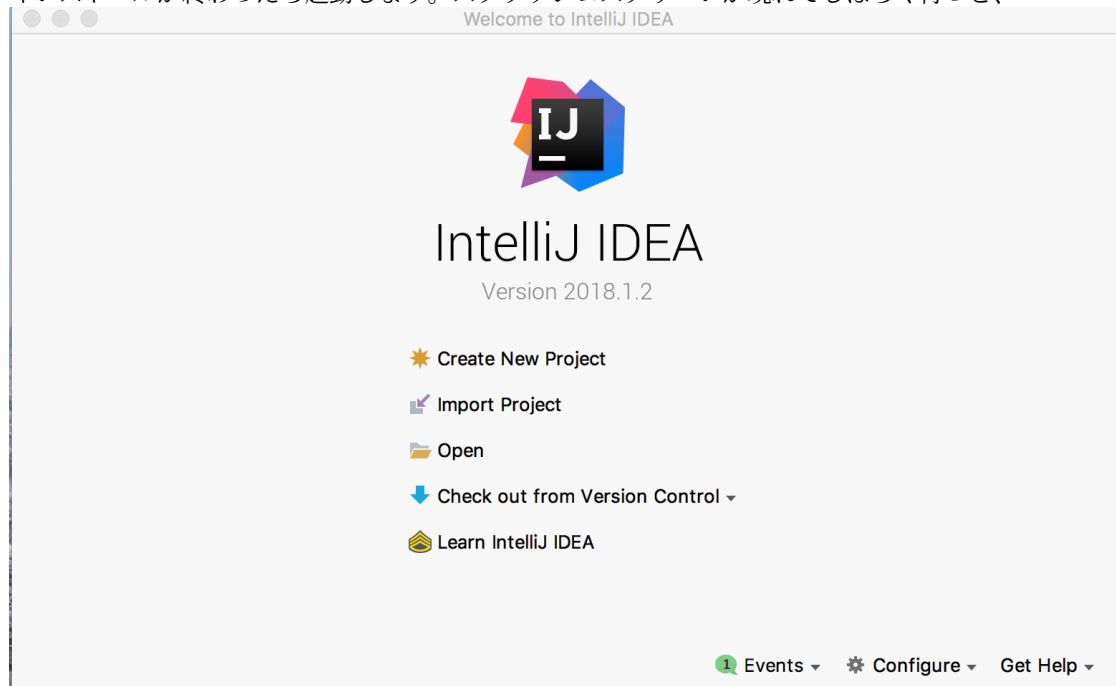 Welcome to IntelliJ IDEA
IJ
IntelliJ IDEA
Version 2018.1.2
Create New Project
Import Project
Open
Check out from Version Control
Learn IntelliJ IDEA
1 Events
Configure
Get Help